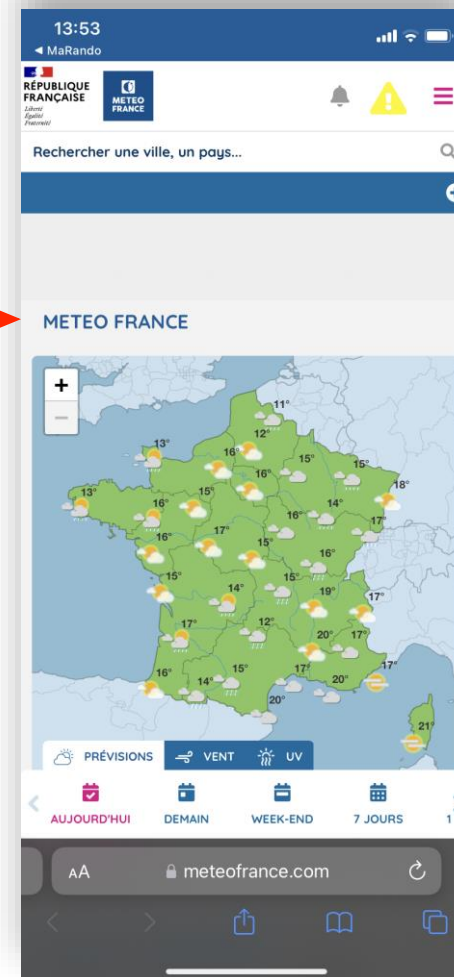 13:53
◀ MaRando
RÉPUBLIQUE
FRANÇAISE
Liberté
Égalité
Fraternité
METEO
FRANCE
Rechercher une ville, un pays...
METEO FRANCE
+
−
11°
12°
13°
16°
15°
15°
16°
18°
13°
15°
16°
14°
16°
17°
17°
16°
15°
16°
15°
15°
19°
14°
17°
17°
12°
20°
17°
16°
15°
17°
17°
14°
20°
20°
21°
PRÉVISIONS
VENT
UV
AUJOURD'HUI
DEMAIN
WEEK-END
7 JOURS
1
AA
meteofrance.com